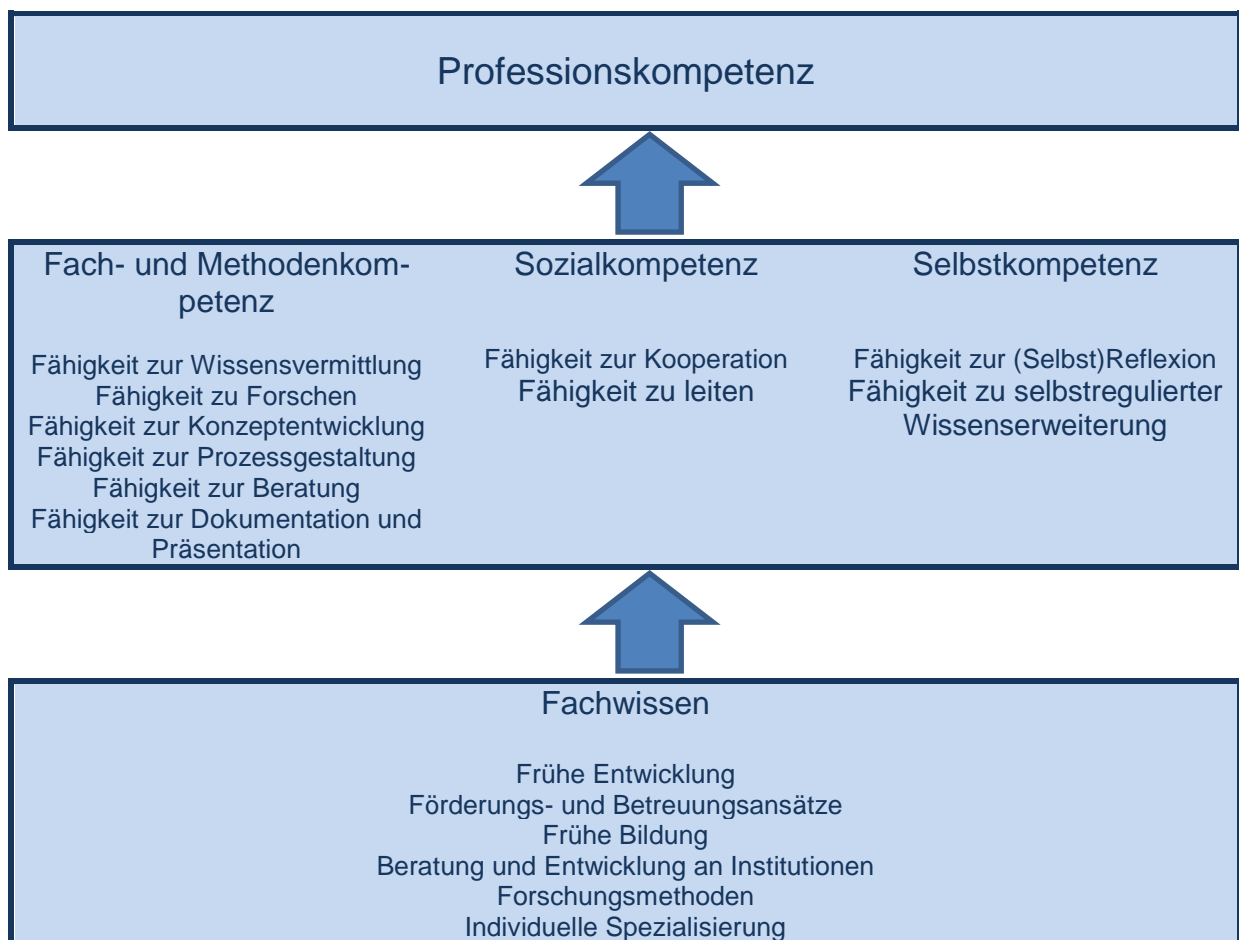 Professionskompetenz
Fach- und Methodenkom-
petenz
Fähigkeit zur Wissensvermittlung
Fähigkeit zu Forschen
Fähigkeit zur Konzeptentwicklung
Fähigkeit zur Prozessgestaltung
Fähigkeit zur Beratung
Fähigkeit zur Dokumentation und
Präsentation
Sozialkompetenz
Fähigkeit zur Kooperation
Fähigkeit zu leiten
Selbstkompetenz
Fähigkeit zur (Selbst)Reflexion
Fähigkeit zu selbstregulierter
Wissenserweiterung
Fachwissen
Frühe Entwicklung
Förderungs- und Betreuungsansätze
Frühe Bildung
Beratung und Entwicklung an Institutionen
Forschungsmethoden
Individuelle Spezialisierung